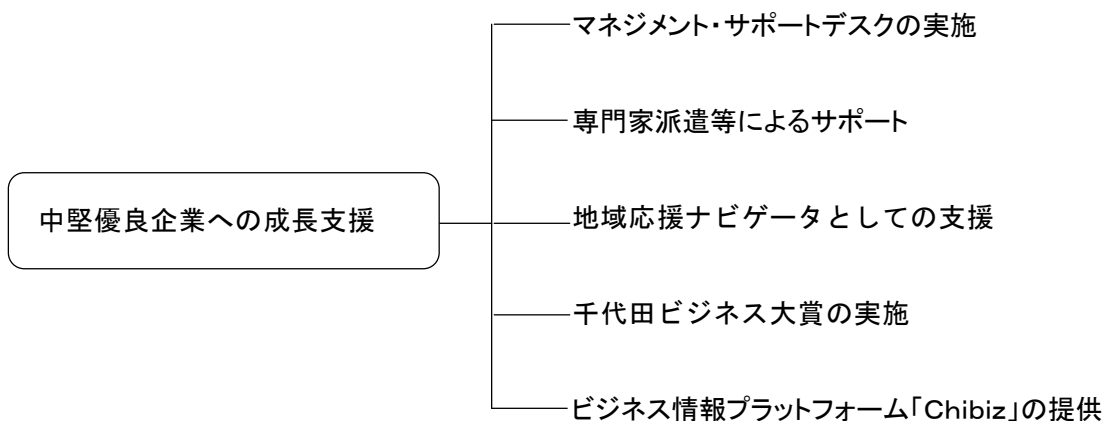 マネジメント・サポートデスクの実施
専門家派遣等によるサポート
中堅優良企業への成長支援
地域応援ナビゲータとしての支援
千代田ビジネス大賞の実施
ビジネス情報プラットフォーム「Chibiz」の提供